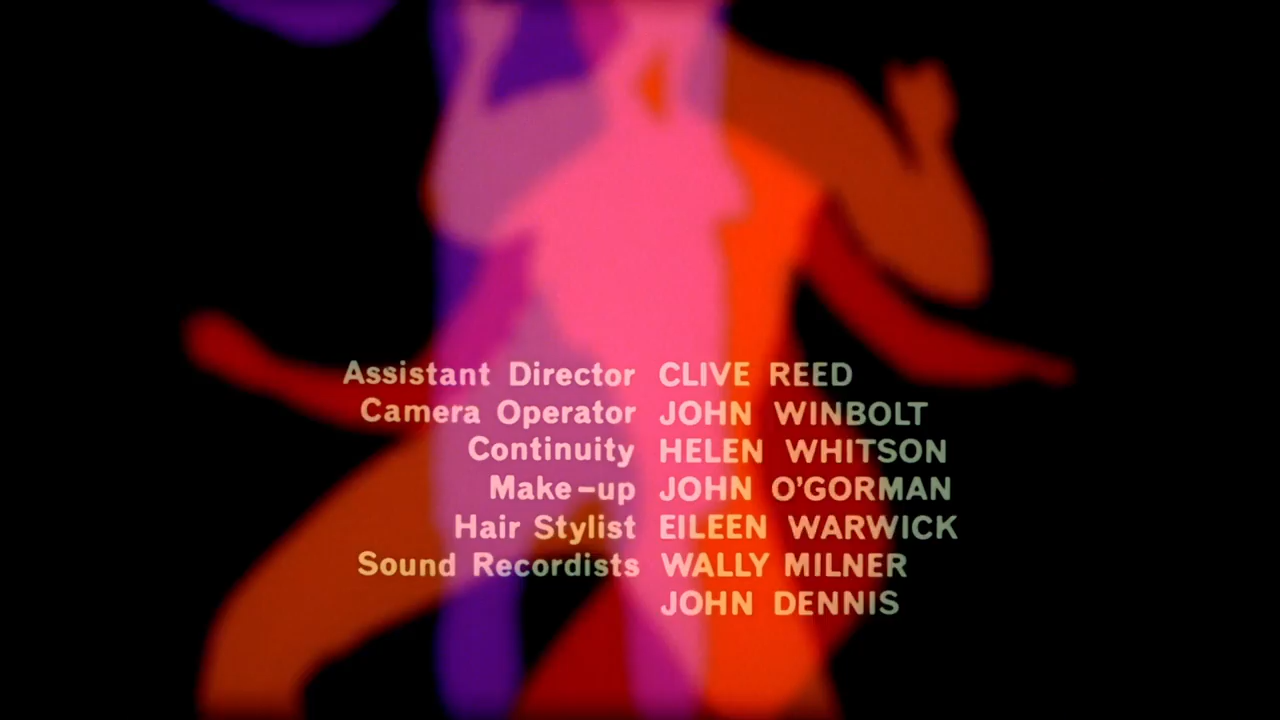 Assistant Director CLIVE REED
Camera Operator JOHN WINBOLT
Continuity HELEN WHITSON
Make-up JOHN O'GORMAN
Hair Stylist EILEEN WARWICK
Sound Recordists WALLY MILNER
JOHN DENNIS